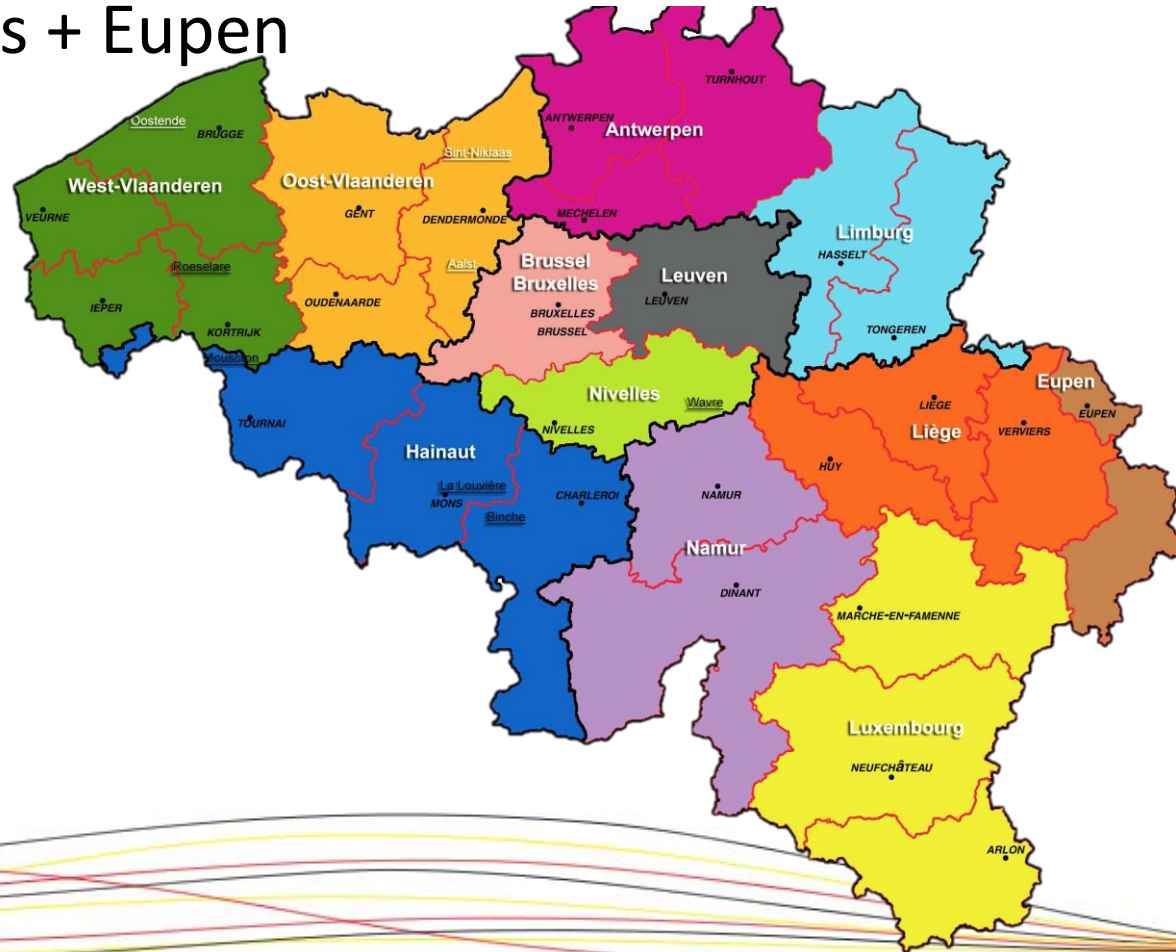 s + Eupen
TURNHOUT
ANTWERPEN
Antwerpen
MECHELEN
Oostende
BRUGGE
West-Vlaanderen
VEURNE
Roeselare
IEPER
KORTRIJK
Mouscron
Sint-Niklaas
Oost-Vlaanderen
GENT
DENDERMONDE
Aalst
OUDENAARDE
Brussel
Bruxelles
BRUXELLES
BRUSSEL
Leuven
LEUVEN
Limburg
HASSELT
TONGEREN
Nivelles
Wavre
NIVELLES
TOURNAI
Hainaut
La Louvière
MONS
Binche
CHARLEROI
NAMUR
Namur
DINANT
LIÈGE
Liège
VERVIERS
HUY
Eupen
EUPEN
MARCHE-EN-FAMENNE
Luxembourg
NEUFCHâTEAU
ARLON